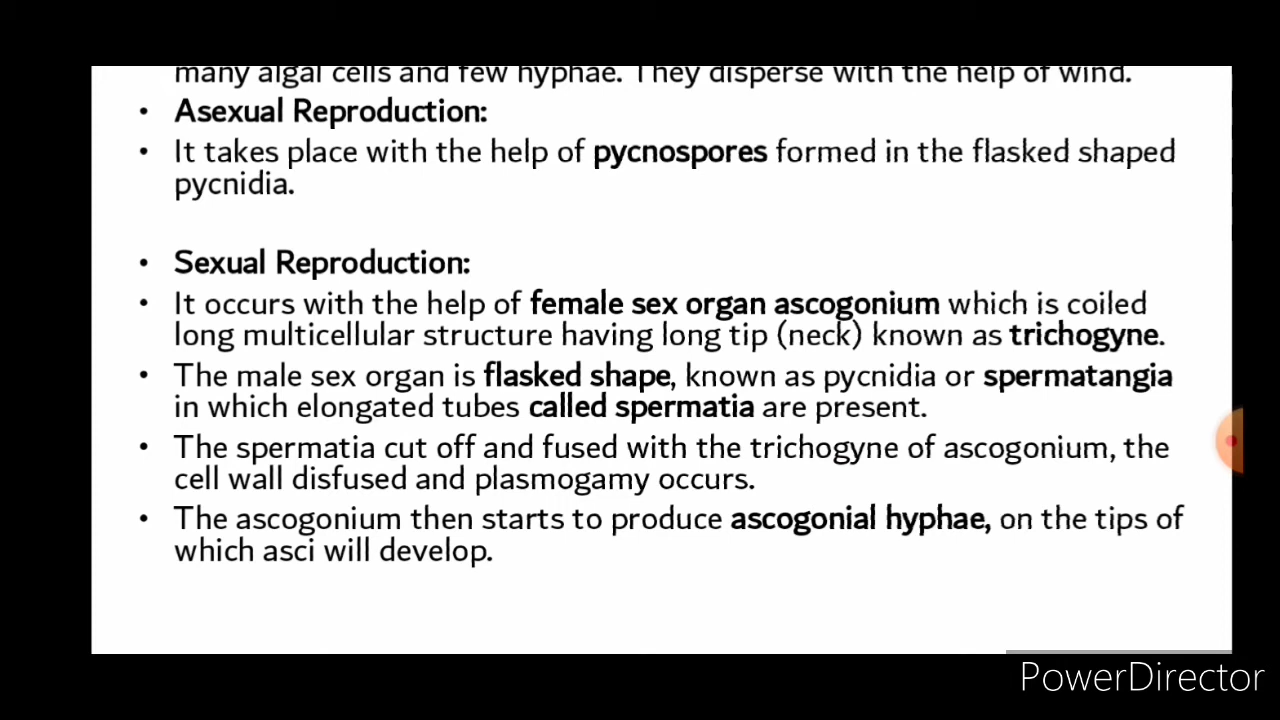 many algal cells and few hyphae. They disperse with the help of wind.
• Asexual Reproduction:
• It takes place with the help of pycnospores formed in the flasked shaped
pycnidia.
• Sexual Reproduction:
• It occurs with the help of female sex organ ascogonium which is coiled
long multicellular structure having long tip (neck) known as trichogyne.
• The male sex organ is flasked shape, known as pycnidia or spermatangia
in which elongated tubes called spermatia are present.
• The spermatia cut off and fused with the trichogyne of ascogonium, the
cell wall disfused and plasmogamy occurs.
• The ascogonium then starts to produce ascogonial hyphae, on the tips of
which asci will develop.
PowerDirector